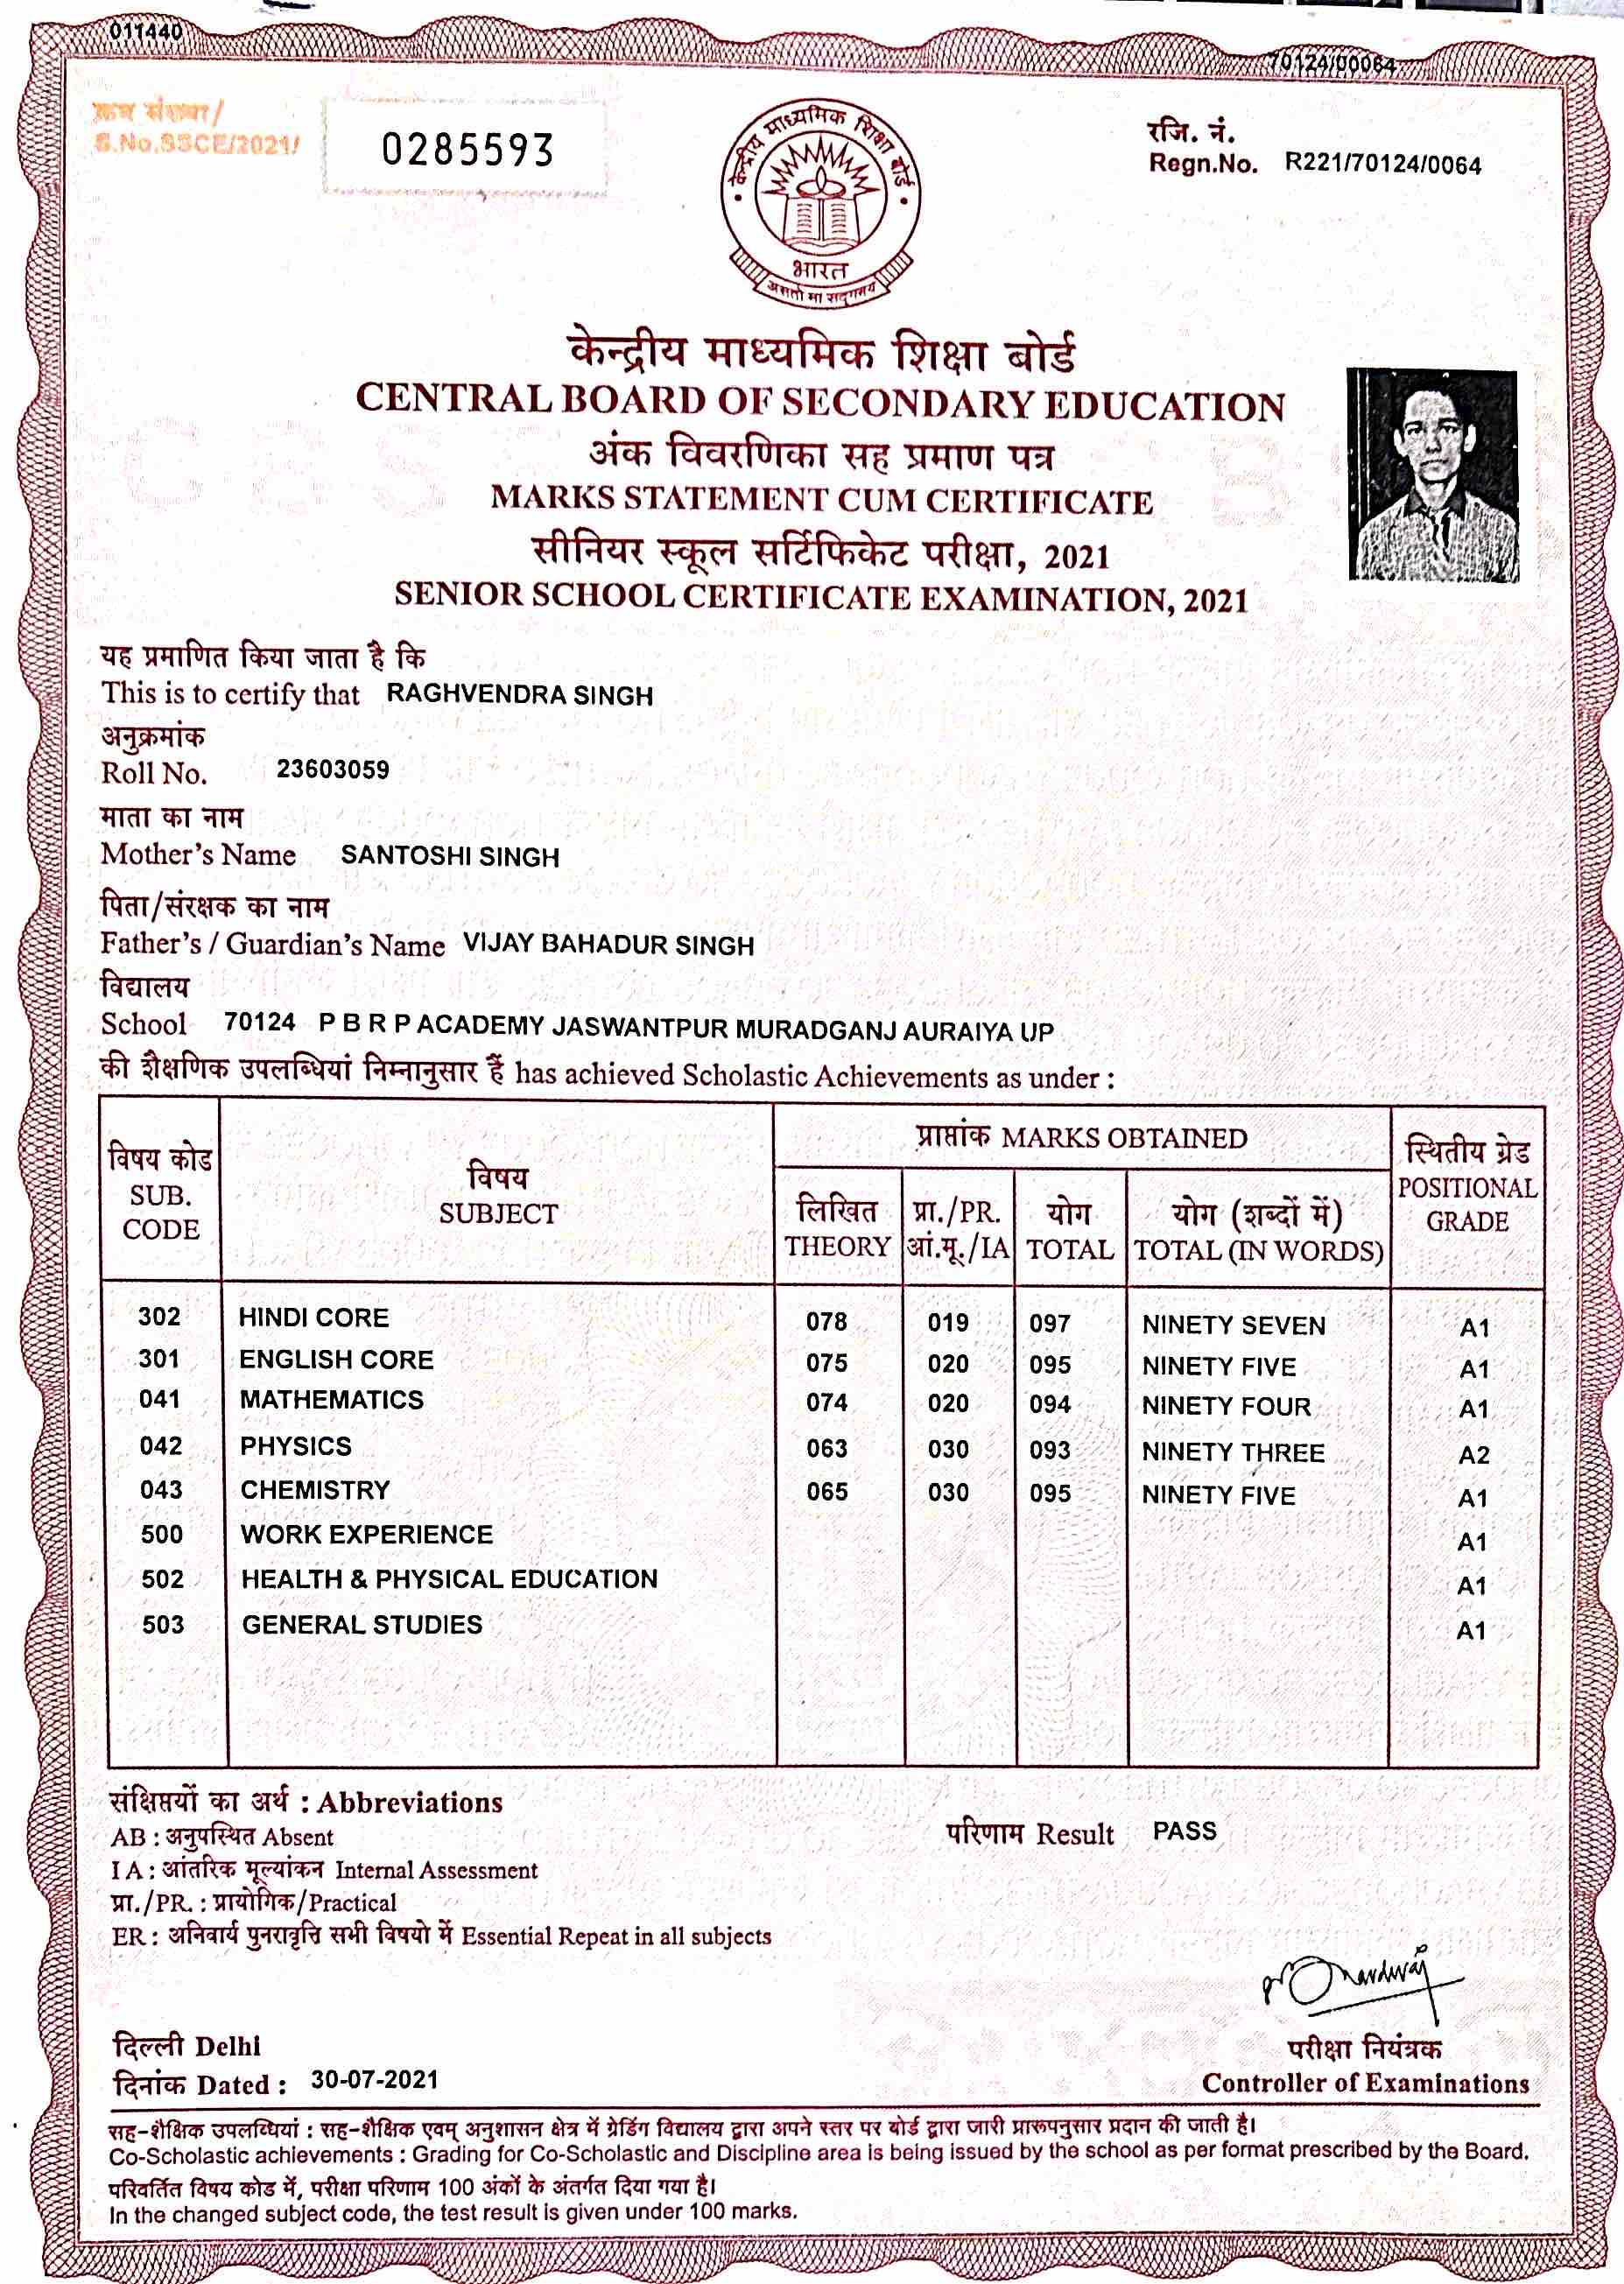 011440
70124/00064
क्रम संख्या/
S.No.SSCE/2021/
0285593
रजि. नं.
Regn.No. R221/70124/0064
केन्द्रीय माध्यमिक शिक्षा बोर्ड
भारत
असतो मा सद्गमय
केन्द्रीय माध्यमिक शिक्षा बोर्ड
CENTRAL BOARD OF SECONDARY EDUCATION
अंक विवरणिका सह प्रमाण पत्र
MARKS STATEMENT CUM CERTIFICATE
सीनियर स्कूल सर्टिफिकेट परीक्षा, 2021
SENIOR SCHOOL CERTIFICATE EXAMINATION, 2021
यह प्रमाणित किया जाता है कि
This is to certify that RAGHVENDRA SINGH
अनुक्रमांक
Roll No. 23603059
माता का नाम
Mother's Name SANTOSHI SINGH
पिता/संरक्षक का नाम
Father's / Guardian's Name VIJAY BAHADUR SINGH
विद्यालय
School 70124 P B R P ACADEMY JASWANTPUR MURADGANJ AURAIYA UP
की शैक्षणिक उपलब्धियां निम्नानुसार हैं has achieved Scholastic Achievements as under :
विषय कोड
SUB.
CODE
विषय
SUBJECT
प्राप्तांक MARKS OBTAINED
लिखित
THEORY
प्रा./PR.
आं.मू./IA
योग
TOTAL
योग (शब्दों में)
TOTAL (IN WORDS)
स्थितीय ग्रेड
POSITIONAL
GRADE
302 HINDI CORE 078 019 097 NINETY SEVEN A1
301 ENGLISH CORE 075 020 095 NINETY FIVE A1
041 MATHEMATICS 074 020 094 NINETY FOUR A1
042 PHYSICS 063 030 093 NINETY THREE A2
043 CHEMISTRY 065 030 095 NINETY FIVE A1
500 WORK EXPERIENCE A1
502 HEALTH & PHYSICAL EDUCATION A1
503 GENERAL STUDIES A1
संक्षिप्तयों का अर्थ : Abbreviations
AB : अनुपस्थित Absent
I A : आंतरिक मूल्यांकन Internal Assessment
प्रा./PR. : प्रायोगिक/Practical
ER : अनिवार्य पुनरावृत्ति सभी विषयो में Essential Repeat in all subjects
परिणाम Result PASS
दिल्ली Delhi
दिनांक Dated : 30-07-2021
परीक्षा नियंत्रक
Controller of Examinations
सह-शैक्षिक उपलब्धियां : सह-शैक्षिक एवम् अनुशासन क्षेत्र में ग्रेडिंग विद्यालय द्वारा अपने स्तर पर बोर्ड द्वारा जारी प्रारूपनुसार प्रदान की जाती है।
Co-Scholastic achievements : Grading for Co-Scholastic and Discipline area is being issued by the school as per format prescribed by the Board.
परिवर्तित विषय कोड में, परीक्षा परिणाम 100 अंकों के अंतर्गत दिया गया है।
In the changed subject code, the test result is given under 100 marks.